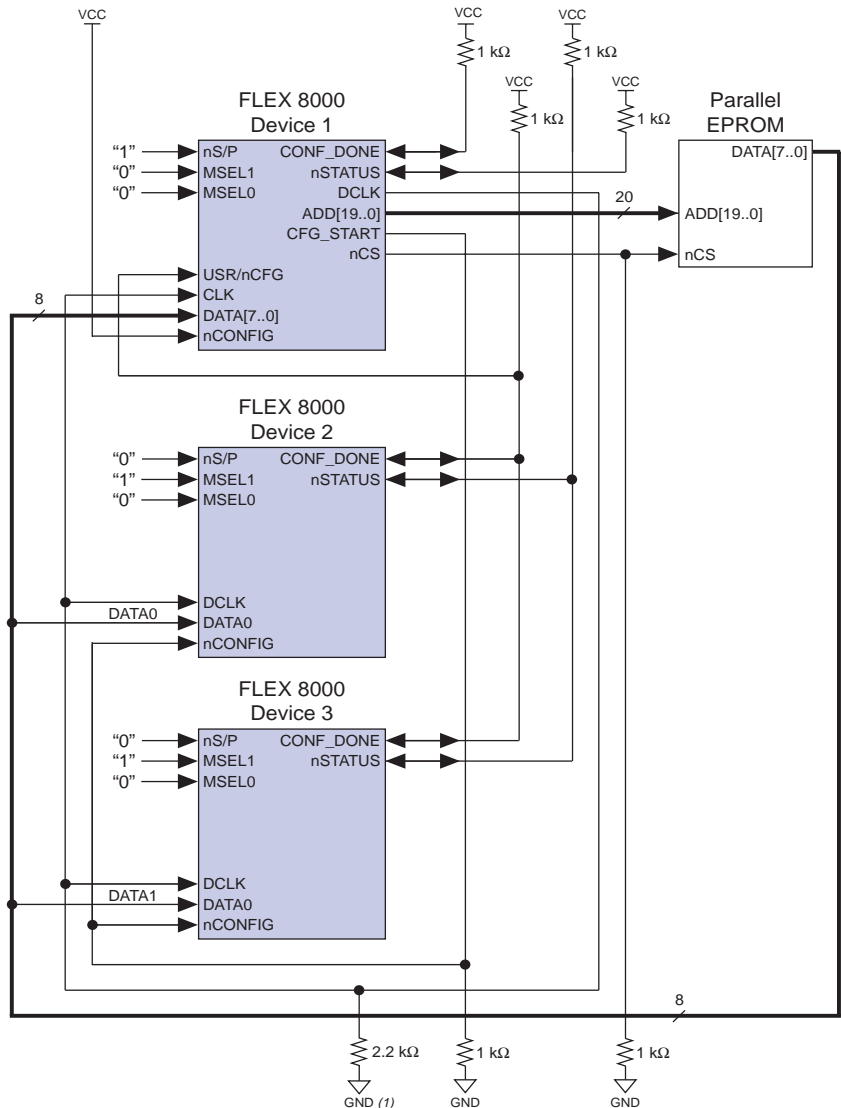 VCC
VCC
VCC
1 kΩ
1 kΩ
VCC
VCC
1 kΩ
1 kΩ
FLEX 8000
Device 1
Parallel
EPROM
"1"
nS/P
CONF_DONE
DATA[7..0]
"0"
MSEL1
nSTATUS
"0"
MSEL0
DCLK
ADD[19..0]
20
ADD[19..0]
CFG_START
nCS
nCS
USR/nCFG
CLK
8
DATA[7..0]
nCONFIG
FLEX 8000
Device 2
"0"
nS/P
CONF_DONE
"1"
MSEL1
nSTATUS
"0"
MSEL0
DCLK
DATA0
DATA0
nCONFIG
FLEX 8000
Device 3
"0"
nS/P
CONF_DONE
"1"
MSEL1
nSTATUS
"0"
MSEL0
DCLK
DATA1
DATA0
nCONFIG
8
2.2 kΩ
1 kΩ
1 kΩ
GND (1)
GND
GND